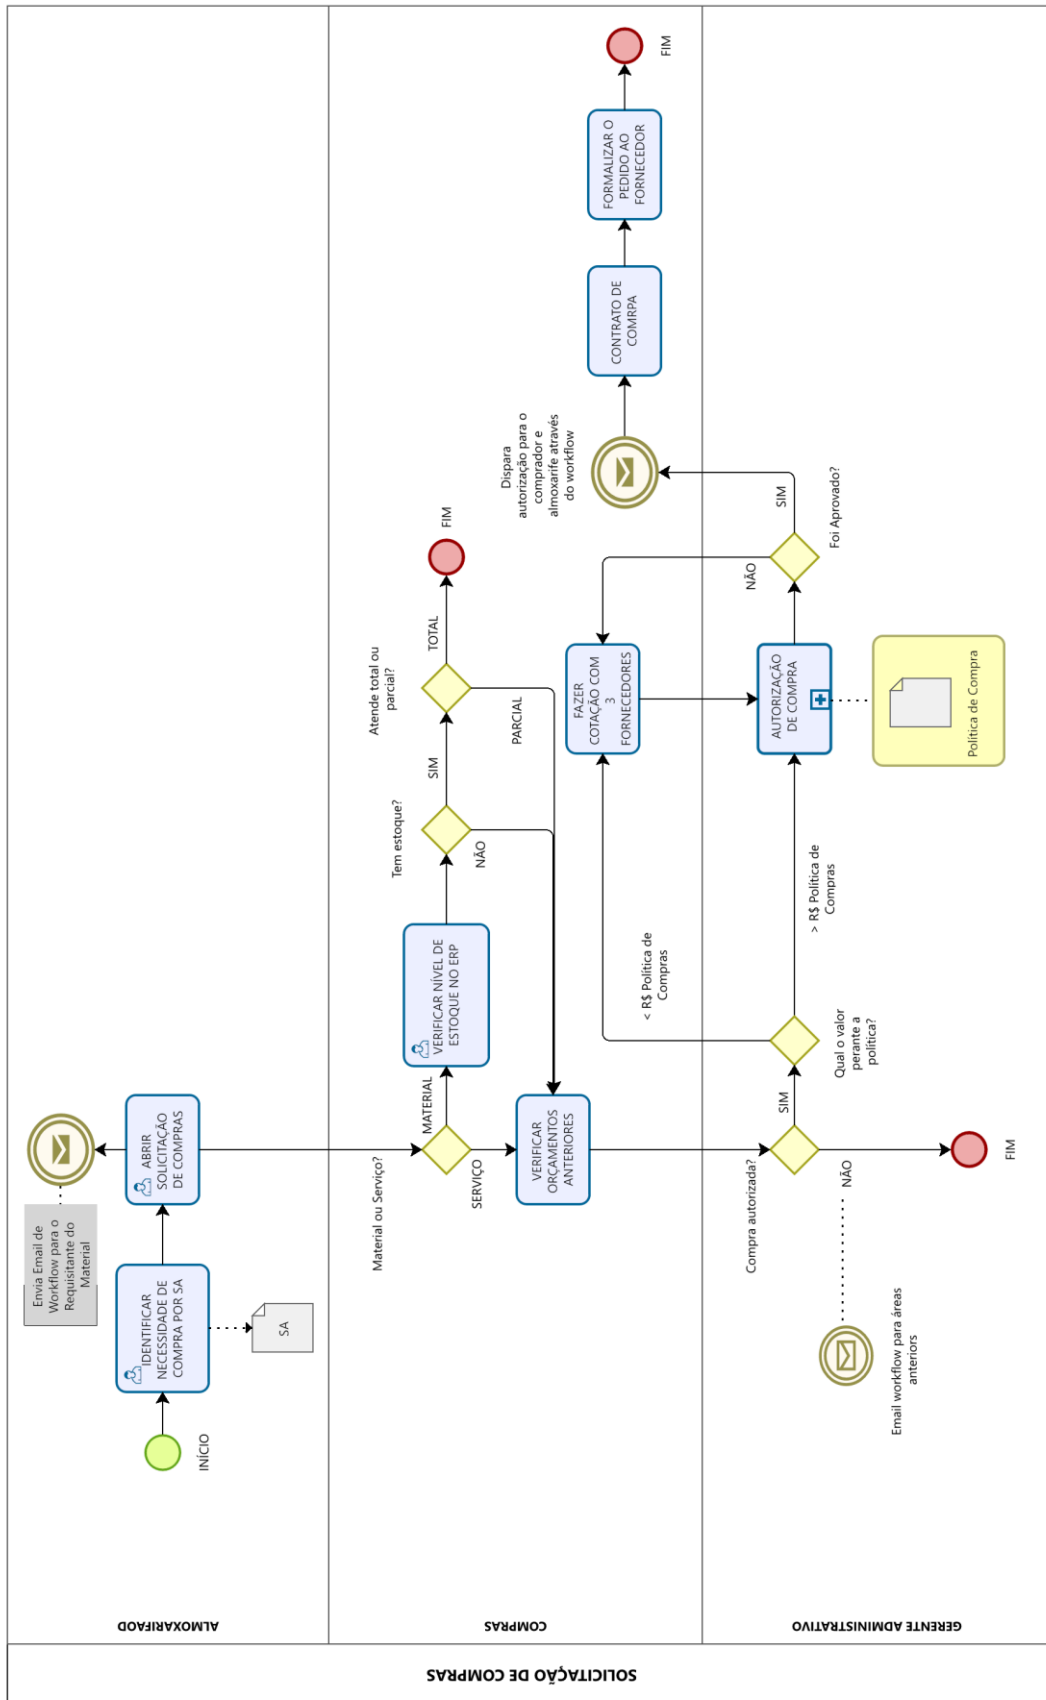 SOLICITAÇÃO DE COMPRAS
ALMOXARIFAOD
INÍCIO
IDENTIFICAR
NECESSIDADE DE
COMPRA POR SA
SA
Envia Email de
Workflow para o
Requisitante do
Material
ABRIR
SOLICITAÇÃO
DE COMPRAS
COMPRAS
Material ou Serviço?
MATERIAL
SERVIÇO
VERIFICAR NÍVEL DE
ESTOQUE NO ERP
VERIFICAR
ORÇAMENTOS
ANTERIORES
Tem estoque?
SIM
NÃO
Atende total ou
parcial?
TOTAL
PARCIAL
FIM
FAZER
COTAÇÃO COM
3
FORNECEDORES
< R$ Política de
Compras
Dispara
autorização para o
comprador e
almoxarife através
do workflow
CONTRATO DE
COMRPA
FORMALIZAR O
PEDIDO AO
FORNECEDOR
FIM
GERENTE ADMINISTRATIVO
Compra autorizada?
SIM
NÃO
Email workflow para áreas
anteriors
FIM
Qual o valor
perante a
política?
> R$ Política de
Compras
AUTORIZAÇÃO
DE COMPRA
Política de Compra
Foi Aprovado?
NÃO
SIM